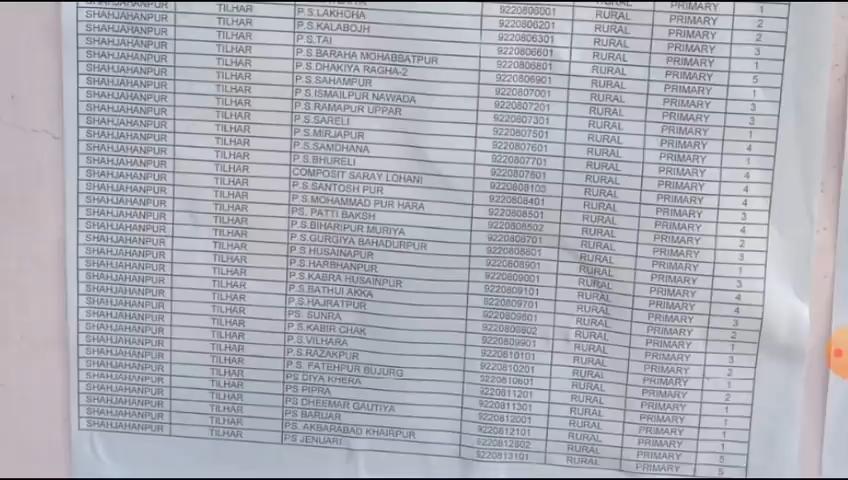 SHAHJAHANPUR TILHAR 9220806001 RURAL PRIMARY 1
SHAHJAHANPUR TILHAR P.S.LAKHOHA 9220806201 RURAL PRIMARY 2
SHAHJAHANPUR TILHAR P.S.KALABOJH 9220806301 RURAL PRIMARY 2
SHAHJAHANPUR TILHAR P.S.TAI 9220806601 RURAL PRIMARY 3
SHAHJAHANPUR TILHAR P.S.BARAHA MOHABBATPUR 9220806801 RURAL PRIMARY 1
SHAHJAHANPUR TILHAR P.S.DHAKIYA RAGHA-2 9220806901 RURAL PRIMARY 5
SHAHJAHANPUR TILHAR P.S.SAHAMPUR 9220807001 RURAL PRIMARY 1
SHAHJAHANPUR TILHAR P.S.ISMAILPUR NAWADA 9220807201 RURAL PRIMARY 3
SHAHJAHANPUR TILHAR P.S.RAMAPUR UPPAR 9220807301 RURAL PRIMARY 3
SHAHJAHANPUR TILHAR P.S.SARELI 9220807501 RURAL PRIMARY 1
SHAHJAHANPUR TILHAR P.S.MIRJAPUR 9220807601 RURAL PRIMARY 4
SHAHJAHANPUR TILHAR P.S.SAMDHANA 9220807701 RURAL PRIMARY 1
SHAHJAHANPUR TILHAR P.S.BHURELI 9220807801 RURAL PRIMARY 4
SHAHJAHANPUR TILHAR COMPOSIT SARAY LOHANI 9220808103 RURAL PRIMARY 4
SHAHJAHANPUR TILHAR P.S.SANTOSH PUR 9220808401 RURAL PRIMARY 4
SHAHJAHANPUR TILHAR P.S.MOHAMMAD PUR HARA 9220808501 RURAL PRIMARY 3
SHAHJAHANPUR TILHAR PS. PATTI BAKSH 9220808502 RURAL PRIMARY 4
SHAHJAHANPUR TILHAR P.S.BIHARIPUR MURIYA 9220808701 RURAL PRIMARY 2
SHAHJAHANPUR TILHAR P.S.GURGIYA BAHADURPUR 9220808801 RURAL PRIMARY 3
SHAHJAHANPUR TILHAR P.S.HUSAINAPUR 9220808901 RURAL PRIMARY 1
SHAHJAHANPUR TILHAR P.S.HARBHANPUR 9220809001 RURAL PRIMARY 3
SHAHJAHANPUR TILHAR P.S.KABRA HUSAINPUR 9220809101 RURAL PRIMARY 4
SHAHJAHANPUR TILHAR P.S.BATHUI AKKA 9220809701 RURAL PRIMARY 4
SHAHJAHANPUR TILHAR P.S.HAJRATPUR 9220809801 RURAL PRIMARY 3
SHAHJAHANPUR TILHAR PS. SUNRA 9220809802 RURAL PRIMARY 2
SHAHJAHANPUR TILHAR P.S.KABIR CHAK 9220809901 RURAL PRIMARY 1
SHAHJAHANPUR TILHAR P.S.VILHARA 9220810101 RURAL PRIMARY 3
SHAHJAHANPUR TILHAR P.S.RAZAKPUR 9220810201 RURAL PRIMARY 2
SHAHJAHANPUR TILHAR P.S. FATEHPUR BUJURG 9220810801 RURAL PRIMARY 1
SHAHJAHANPUR TILHAR PS DIYA KHERA 9220811201 RURAL PRIMARY 2
SHAHJAHANPUR TILHAR PS PIPRA 9220811301 RURAL PRIMARY 1
SHAHJAHANPUR TILHAR PS DHEEMAR GAUTIYA 9220812001 RURAL PRIMARY 1
SHAHJAHANPUR TILHAR PS BARUAR 9220812101 RURAL PRIMARY 1
SHAHJAHANPUR TILHAR PS. AKBARABAD KHAIRPUR 9220812802 RURAL PRIMARY 5
SHAHJAHANPUR TILHAR PS JENUARI 9220813101 RURAL PRIMARY 5